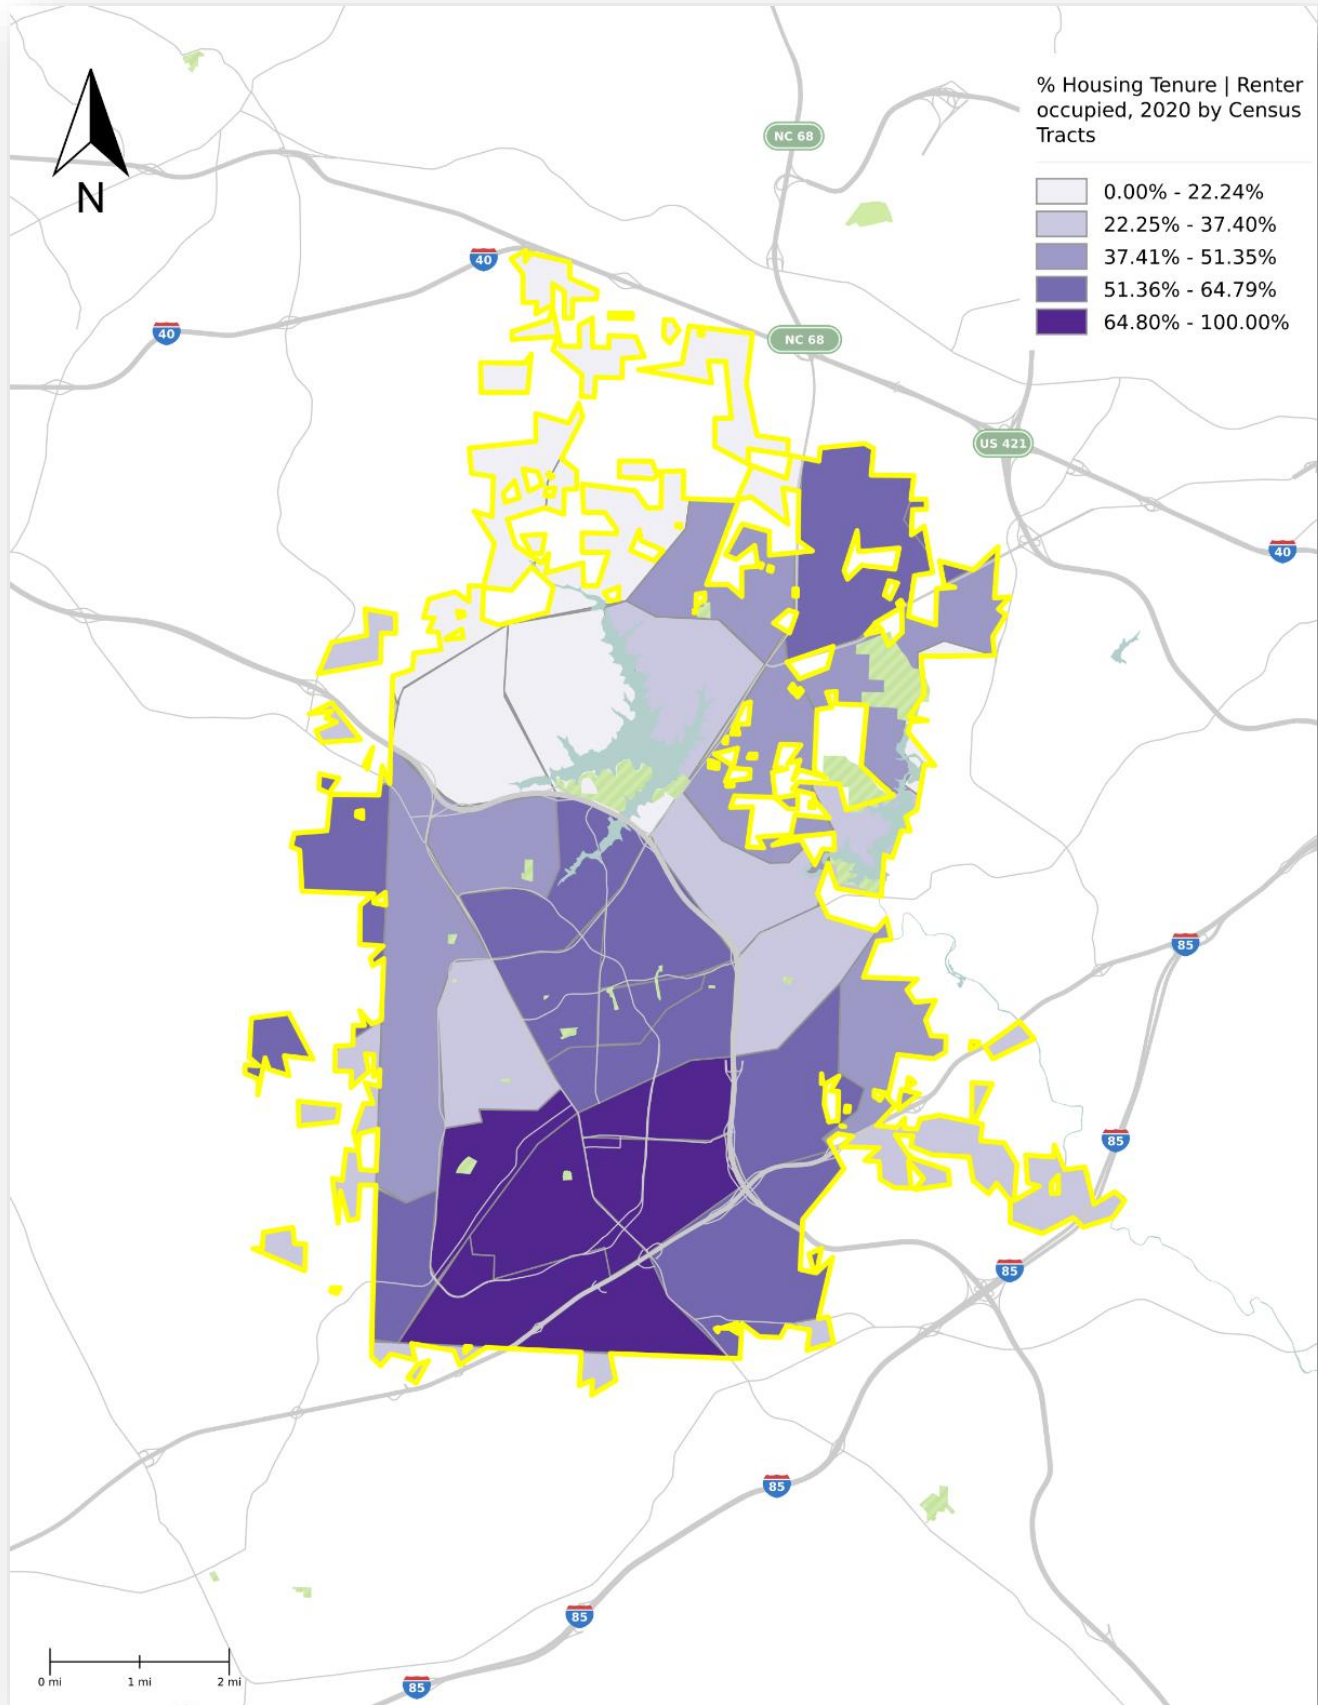 % Housing Tenure | Renter
occupied, 2020 by Census
Tracts
0.00% - 22.24%
22.25% - 37.40%
37.41% - 51.35%
51.36% - 64.79%
64.80% - 100.00%
N
NC 68
40
40
NC 68
US 421
40
85
85
85
85
85
85
0 mi
1 mi
2 mi